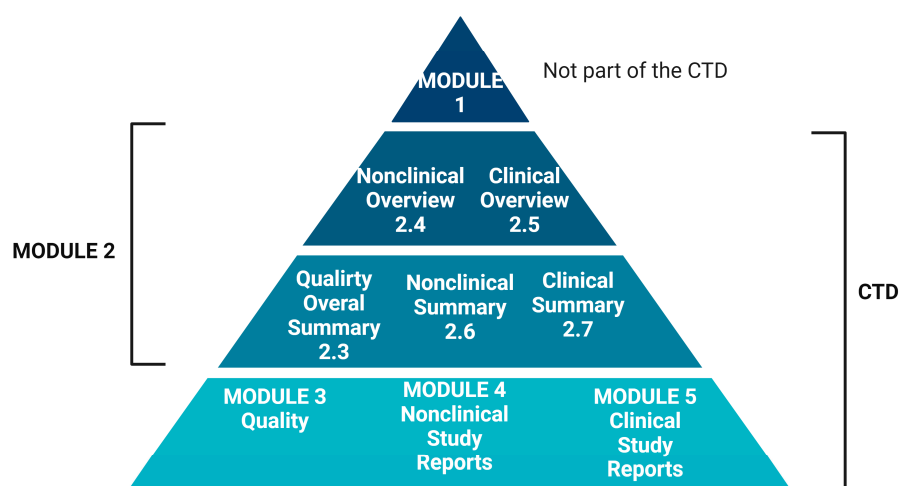 MODULE
1
Not part of the CTD
MODULE 2
Nonclinical
Overview
2.4
Clinical
Overview
2.5
Qualirty
Overal
Summary
2.3
Nonclinical
Summary
2.6
Clinical
Summary
2.7
CTD
MODULE 3
Quality
MODULE 4
Nonclinical
Study
Reports
MODULE 5
Clinical
Study
Reports